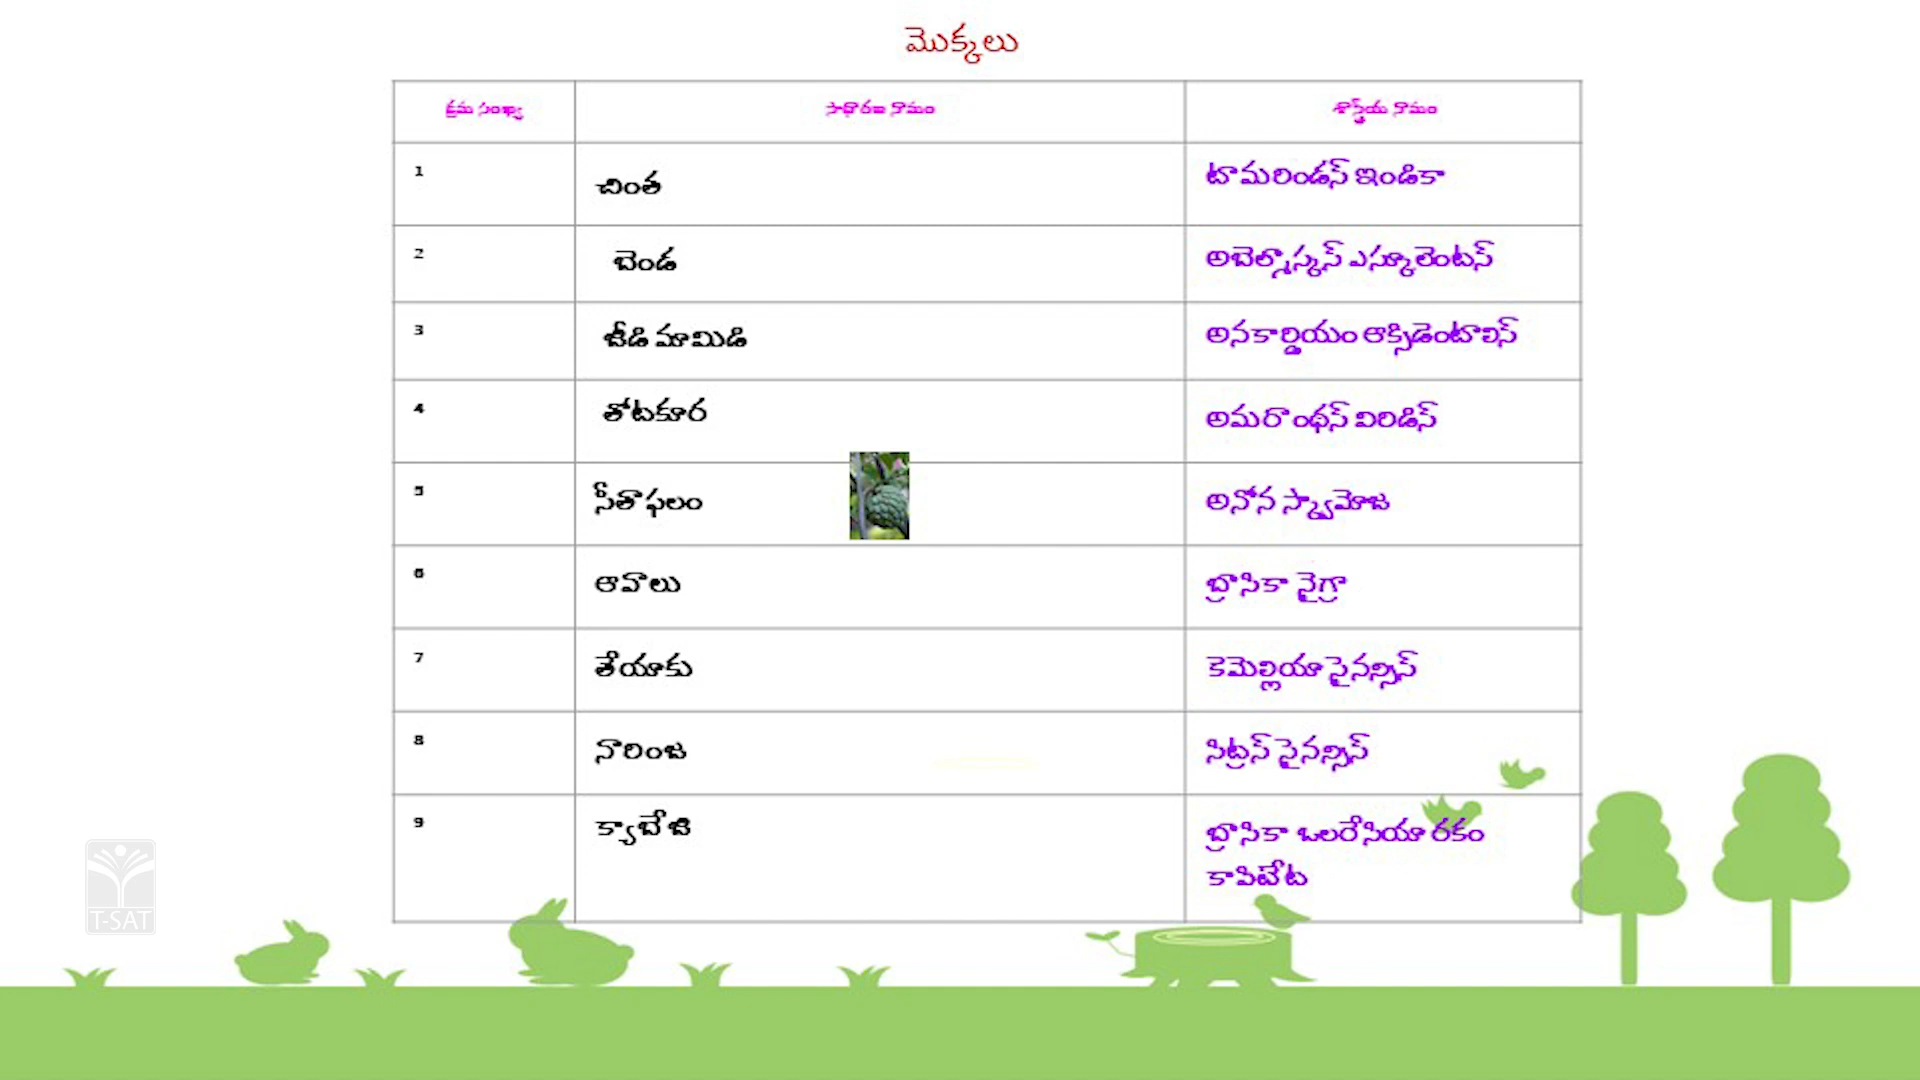 మొక్కలు
క్రమ సంఖ్య సాధారణ నామం శాస్త్రీయ నామం
1 చింత టామరిండస్ ఇండికా
2 బెండ అబెల్మాస్కస్ ఎస్కూలెంటస్
3 జీడి మామిడి అనకార్డియం ఆక్సిడెంటాలిస్
4 తోటకూర అమరాంథస్ విరిడిస్
5 సీతాఫలం అనోన స్క్వామోజ
6 ఆవాలు బ్రాసికా నైగ్రా
7 తేయాకు కెమెల్లియా సైనన్సిస్
8 నారింజ సిట్రస్ సైనన్సిస్
9 క్యాబేజి బ్రాసికా ఒలరేసియా రకం
కాపిటేట
T-SAT